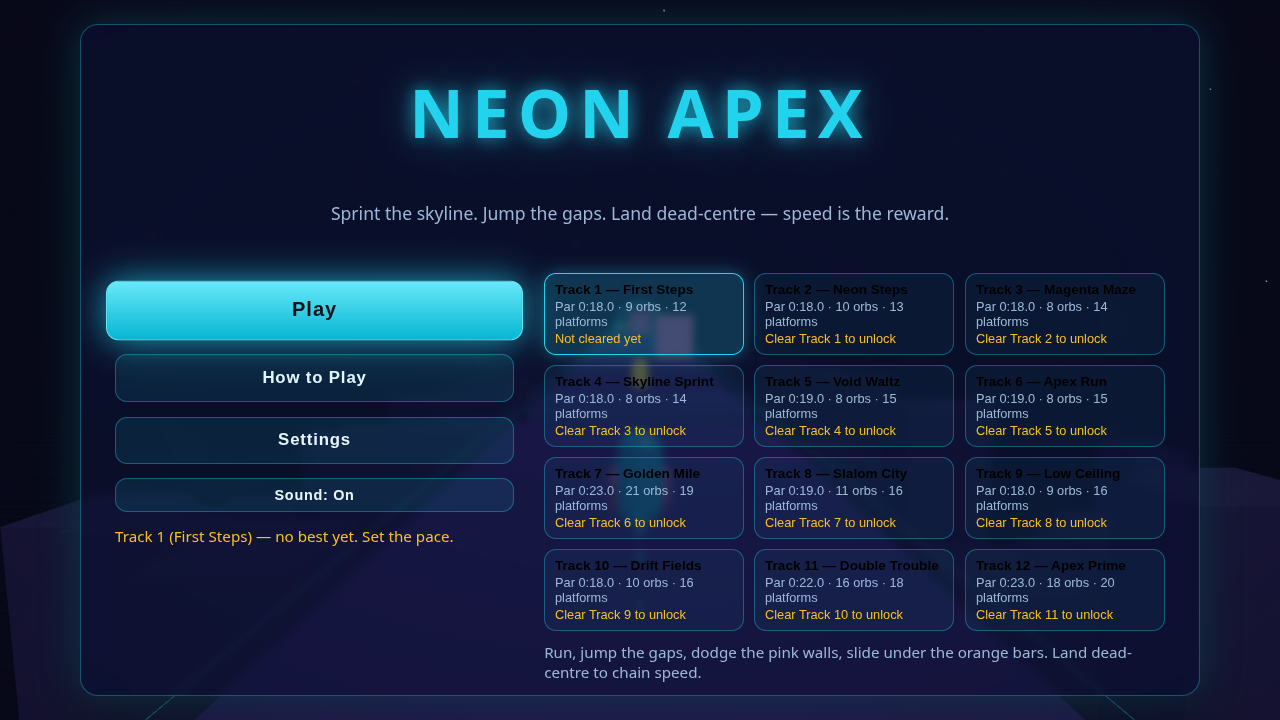 NEON APEX
Sprint the skyline. Jump the gaps. Land dead-centre — speed is the reward.
Play
How to Play
Settings
Sound: On
Track 1 (First Steps) — no best yet. Set the pace.
Track 1 — First Steps
Par 0:18.0 · 9 orbs · 12
platforms
Not cleared yet
Track 2 — Neon Steps
Par 0:18.0 · 10 orbs · 13
platforms
Clear Track 1 to unlock
Track 3 — Magenta Maze
Par 0:18.0 · 8 orbs · 14
platforms
Clear Track 2 to unlock
Track 4 — Skyline Sprint
Par 0:18.0 · 8 orbs · 14
platforms
Clear Track 3 to unlock
Track 5 — Void Waltz
Par 0:19.0 · 8 orbs · 15
platforms
Clear Track 4 to unlock
Track 6 — Apex Run
Par 0:19.0 · 8 orbs · 15
platforms
Clear Track 5 to unlock
Track 7 — Golden Mile
Par 0:23.0 · 21 orbs · 19
platforms
Clear Track 6 to unlock
Track 8 — Slalom City
Par 0:19.0 · 11 orbs · 16
platforms
Clear Track 7 to unlock
Track 9 — Low Ceiling
Par 0:18.0 · 9 orbs · 16
platforms
Clear Track 8 to unlock
Track 10 — Drift Fields
Par 0:18.0 · 10 orbs · 16
platforms
Clear Track 9 to unlock
Track 11 — Double Trouble
Par 0:22.0 · 16 orbs · 18
platforms
Clear Track 10 to unlock
Track 12 — Apex Prime
Par 0:23.0 · 18 orbs · 20
platforms
Clear Track 11 to unlock
Run, jump the gaps, dodge the pink walls, slide under the orange bars. Land dead-
centre to chain speed.